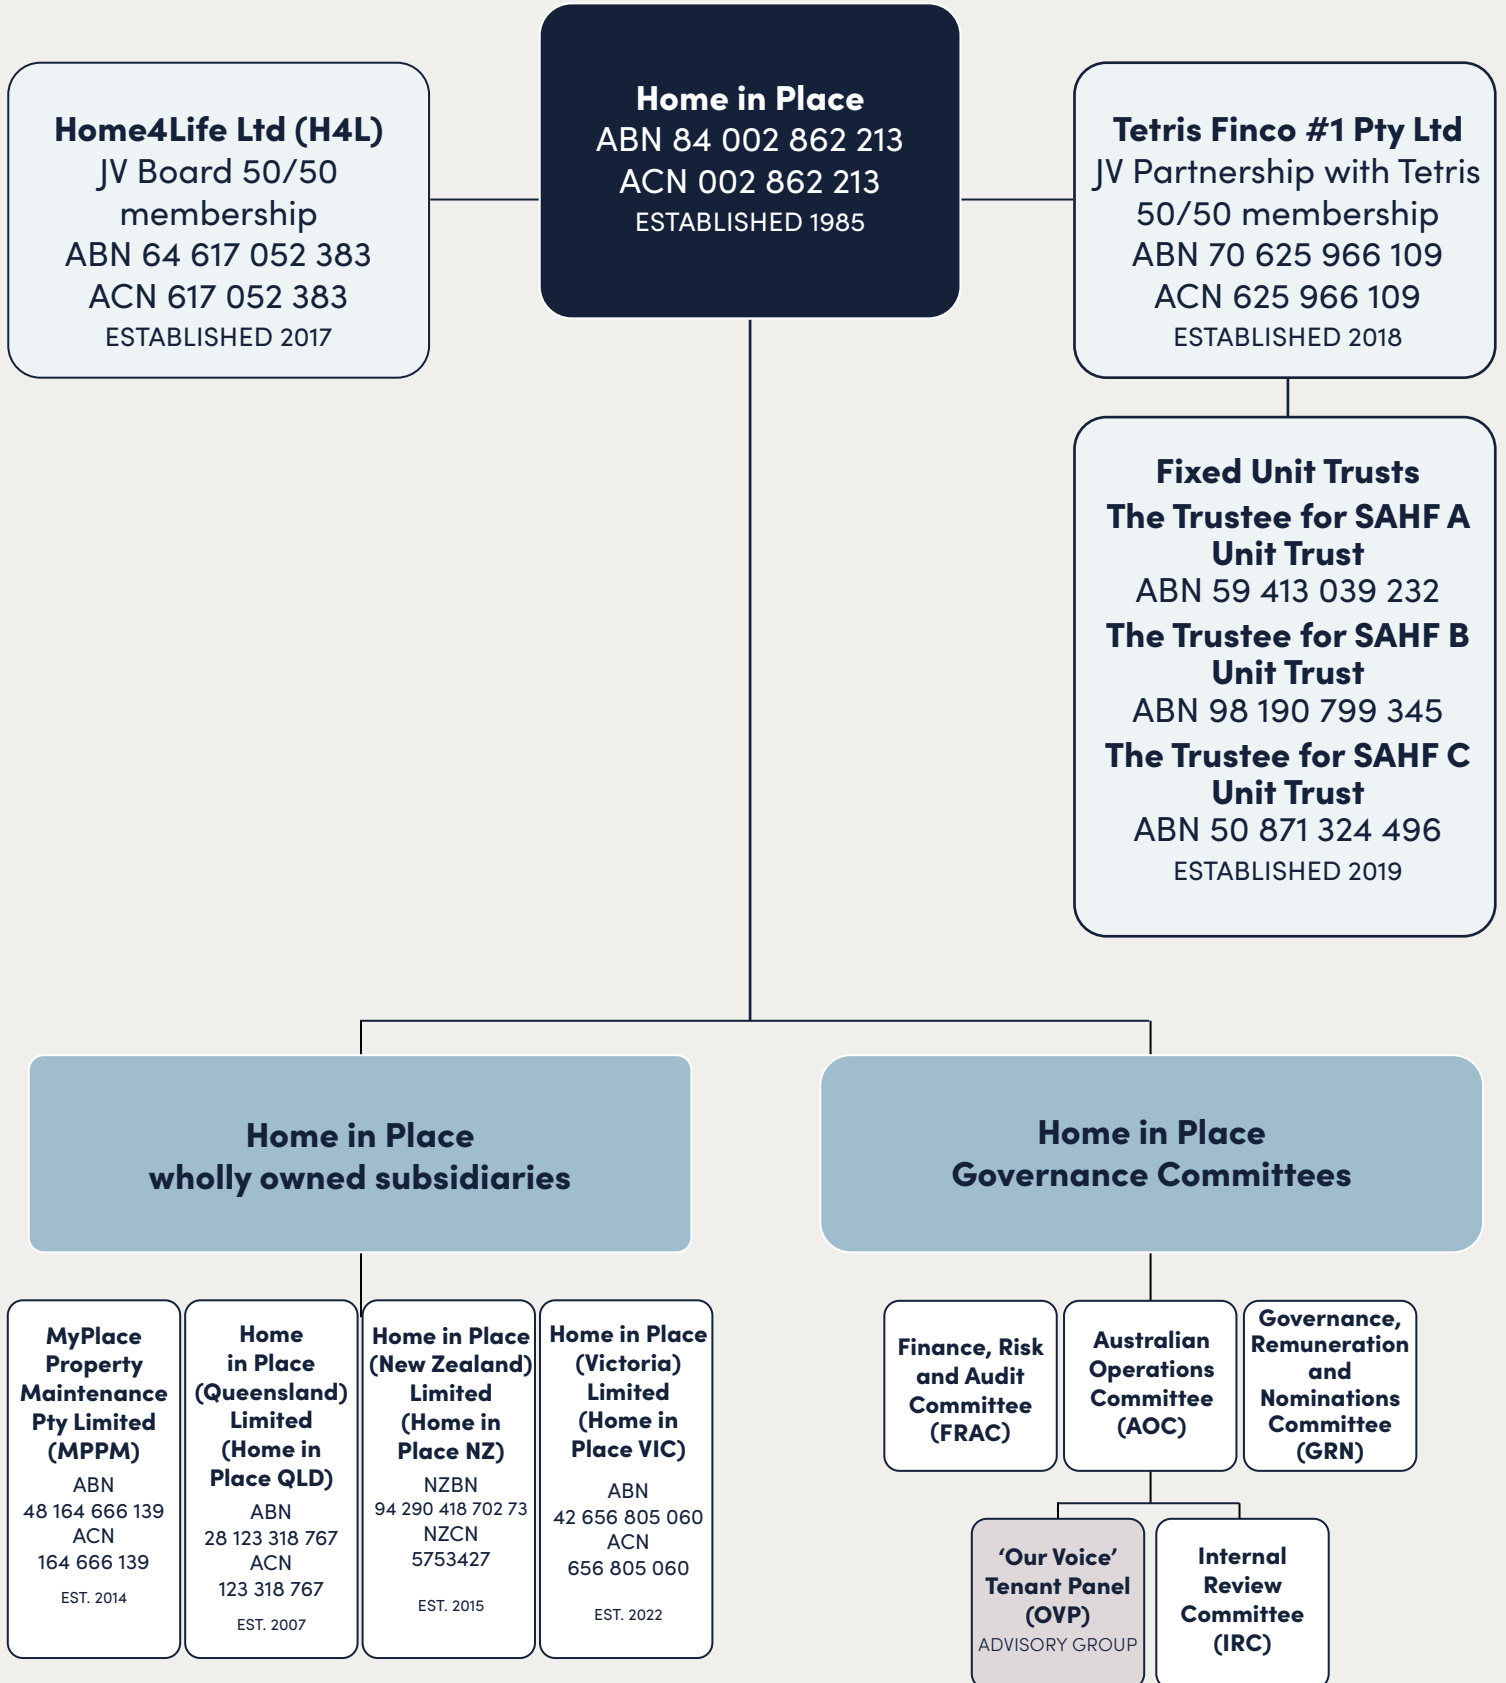 Home in Place
ABN 84 002 862 213
ACN 002 862 213
ESTABLISHED 1985
Home4Life Ltd (H4L)
JV Board 50/50
membership
ABN 64 617 052 383
ACN 617 052 383
ESTABLISHED 2017
Tetris Finco #1 Pty Ltd
JV Partnership with Tetris
50/50 membership
ABN 70 625 966 109
ACN 625 966 109
ESTABLISHED 2018
Fixed Unit Trusts
The Trustee for SAHF A
Unit Trust
ABN 59 413 039 232
The Trustee for SAHF B
Unit Trust
ABN 98 190 799 345
The Trustee for SAHF C
Unit Trust
ABN 50 871 324 496
ESTABLISHED 2019
Home in Place
wholly owned subsidiaries
Home in Place
Governance Committees
MyPlace
Property
Maintenance
Pty Limited
(MPPM)
ABN
48 164 666 139
ACN
164 666 139
EST. 2014
Home
in Place
(Queensland)
Limited
(Home in
Place QLD)
ABN
28 123 318 767
ACN
123 318 767
EST. 2007
Home in Place
(New Zealand)
Limited
(Home in
Place NZ)
NZBN
94 290 418 702 73
NZCN
5753427
EST. 2015
Home in Place
(Victoria)
Limited
(Home in
Place VIC)
ABN
42 656 805 060
ACN
656 805 060
EST. 2022
Finance, Risk
and Audit
Committee
(FRAC)
Australian
Operations
Committee
(AOC)
Governance,
Remuneration
and
Nominations
Committee
(GRN)
‘Our Voice’
Tenant Panel
(OVP)
ADVISORY GROUP
Internal
Review
Committee
(IRC)